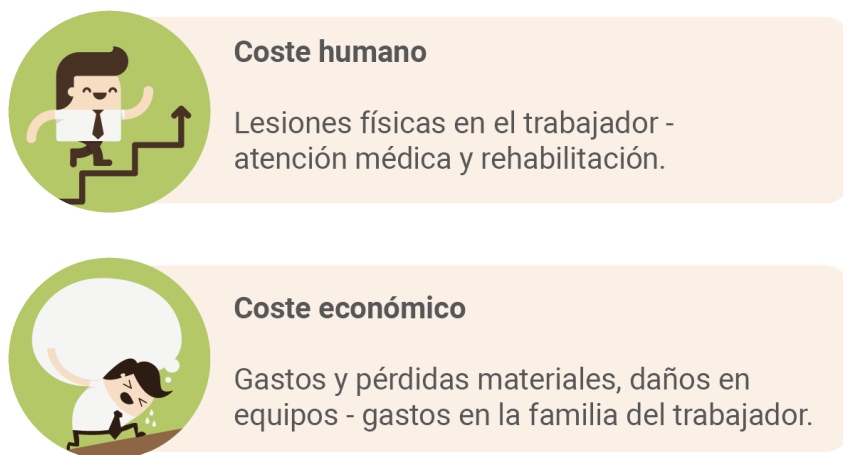 Coste humano
Lesiones físicas en el trabajador -
atención médica y rehabilitación.
Coste económico
Gastos y pérdidas materiales, daños en
equipos - gastos en la familia del trabajador.